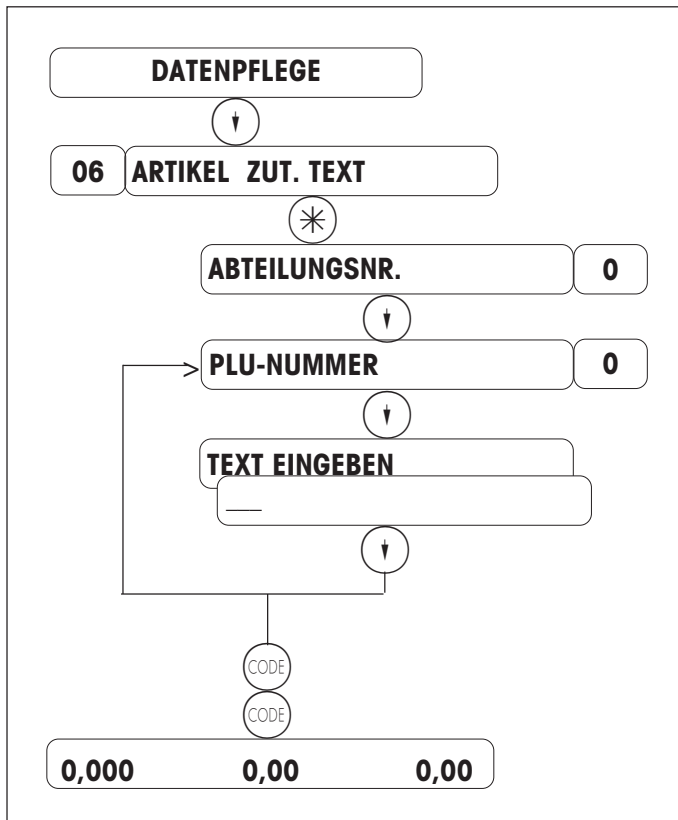 DATENPFLEGE
06 ARTIKEL ZUT. TEXT
ABTEILUNGSNR. 0
PLU-NUMMER 0
TEXT EINGEBEN
CODE
CODE
0,000 0,00 0,00